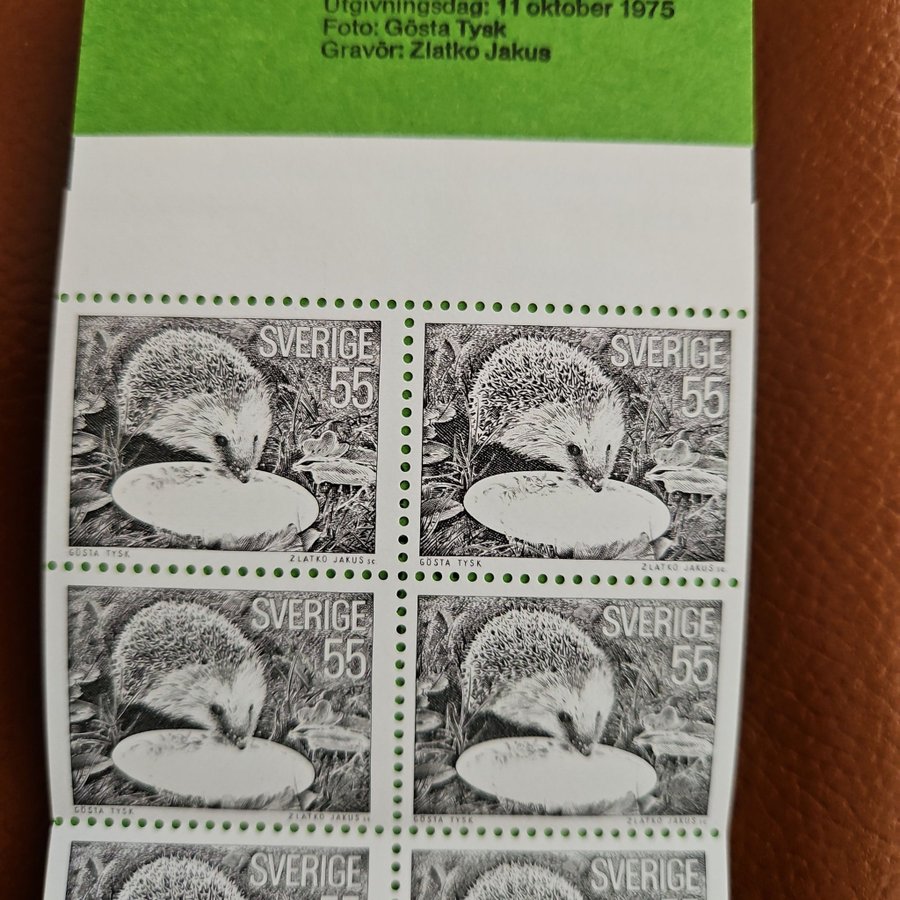 Utgivningsdag: 11 oktober 1975
Foto: Gösta Tysk
Gravör: Zlatko Jakus
SVERIGE
55
GÖSTA TYSK
ZLATKO JAKUS sc.
SVERIGE
55
GÖSTA TYSK
ZLATKO JAKUS sc.
SVERIGE
55
GÖSTA TYSK
ZLATKO JAKUS sc.
SVERIGE
55
GÖSTA TYSK
ZLATKO JAKUS sc.
SVERIGE
55
SVERIGE
55